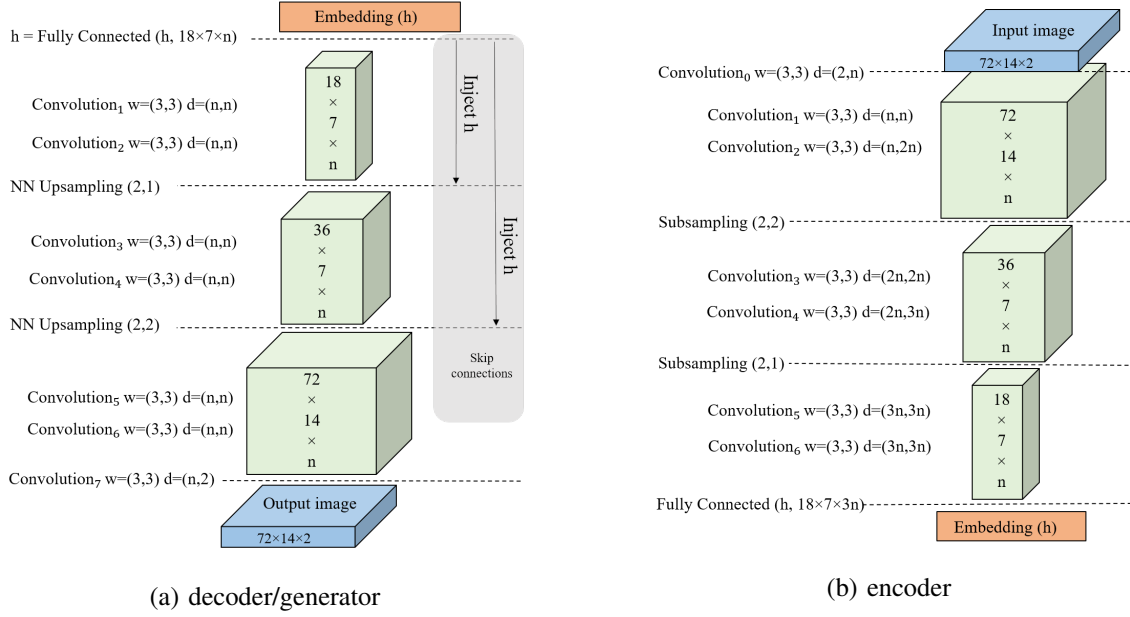 Embedding (h)
h = Fully Connected (h, 18×7×n)
18
×
7
×
n
Convolution₁ w=(3,3) d=(n,n)
Convolution₂ w=(3,3) d=(n,n)
Inject h
NN Upsampling (2,1)
36
×
7
×
n
Convolution₃ w=(3,3) d=(n,n)
Convolution₄ w=(3,3) d=(n,n)
Inject h
NN Upsampling (2,2)
Skip
connections
72
×
14
×
n
Convolution₅ w=(3,3) d=(n,n)
Convolution₆ w=(3,3) d=(n,n)
Convolution₇ w=(3,3) d=(n,2)
Output image
72×14×2
(a) decoder/generator
Input image
72×14×2
Convolution₀ w=(3,3) d=(2,n)
Convolution₁ w=(3,3) d=(n,n)
Convolution₂ w=(3,3) d=(n,2n)
72
×
14
×
n
Subsampling (2,2)
Convolution₃ w=(3,3) d=(2n,2n)
Convolution₄ w=(3,3) d=(2n,3n)
36
×
7
×
n
Subsampling (2,1)
Convolution₅ w=(3,3) d=(3n,3n)
Convolution₆ w=(3,3) d=(3n,3n)
18
×
7
×
n
Fully Connected (h, 18×7×3n)
Embedding (h)
(b) encoder